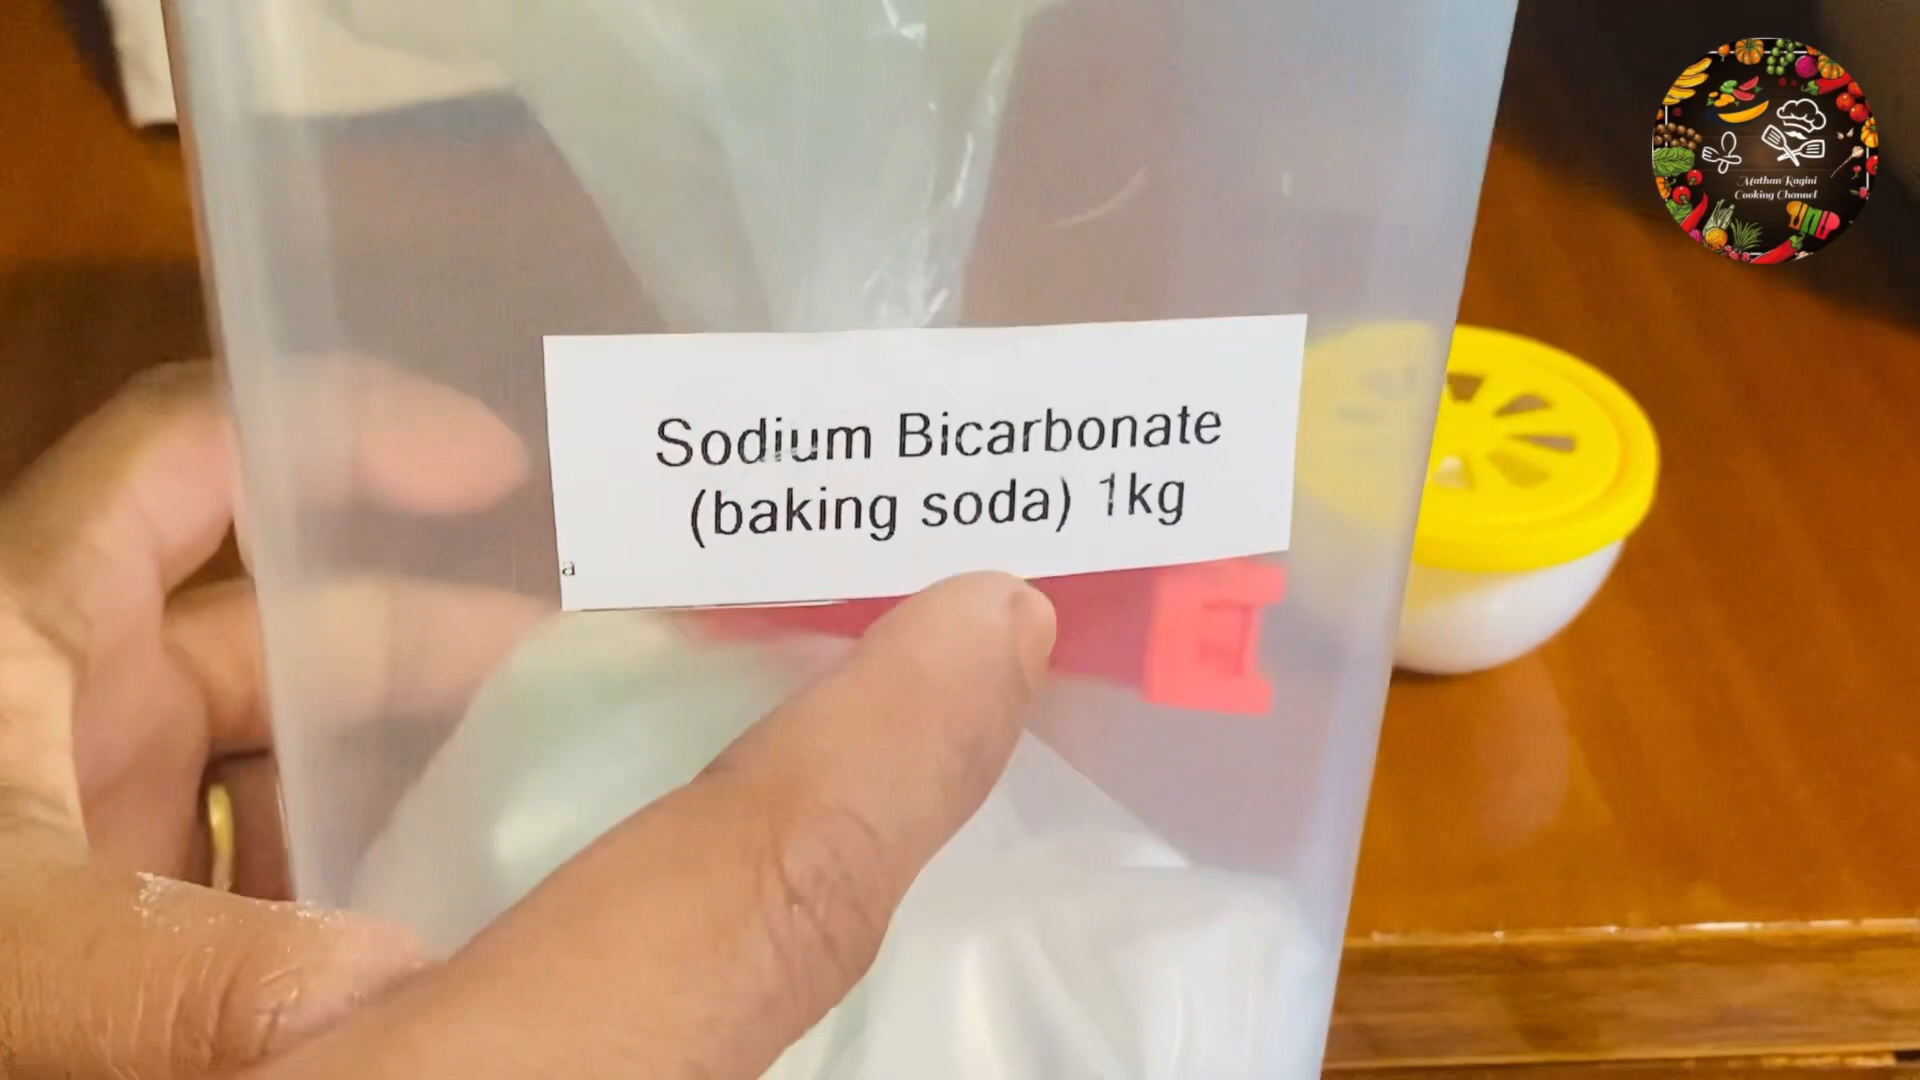 Mathan Ragini
Cooking Channel
Sodium Bicarbonate
(baking soda) 1kg
a